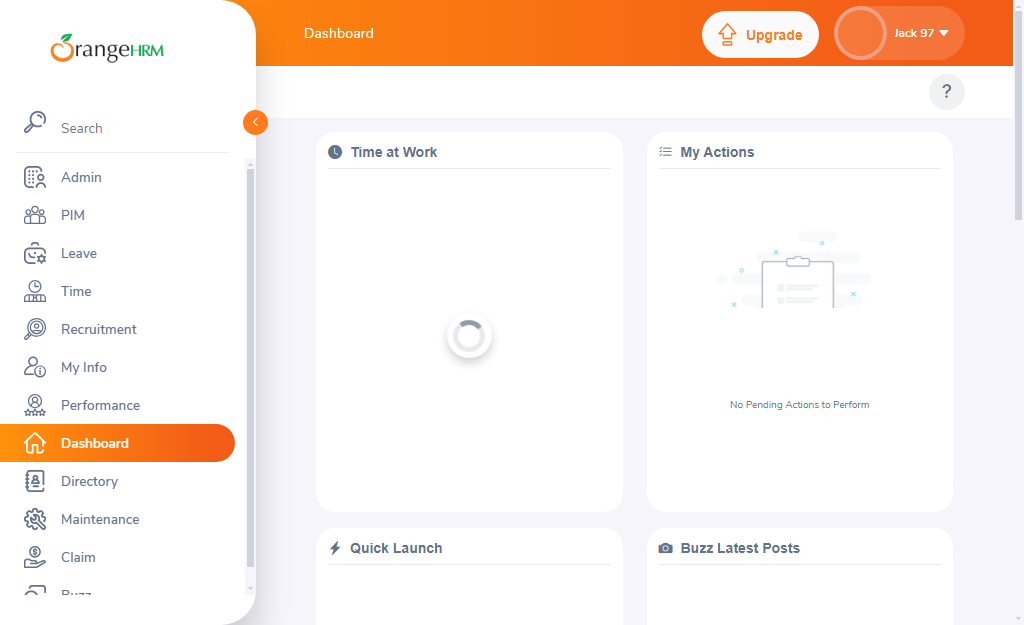 OrangeHRM
Dashboard
Upgrade
Jack 97
?
Search
Admin
PIM
Leave
Time
Recruitment
My Info
Performance
Dashboard
Directory
Maintenance
Claim
Buzz
Time at Work
My Actions
No Pending Actions to Perform
Quick Launch
Buzz Latest Posts